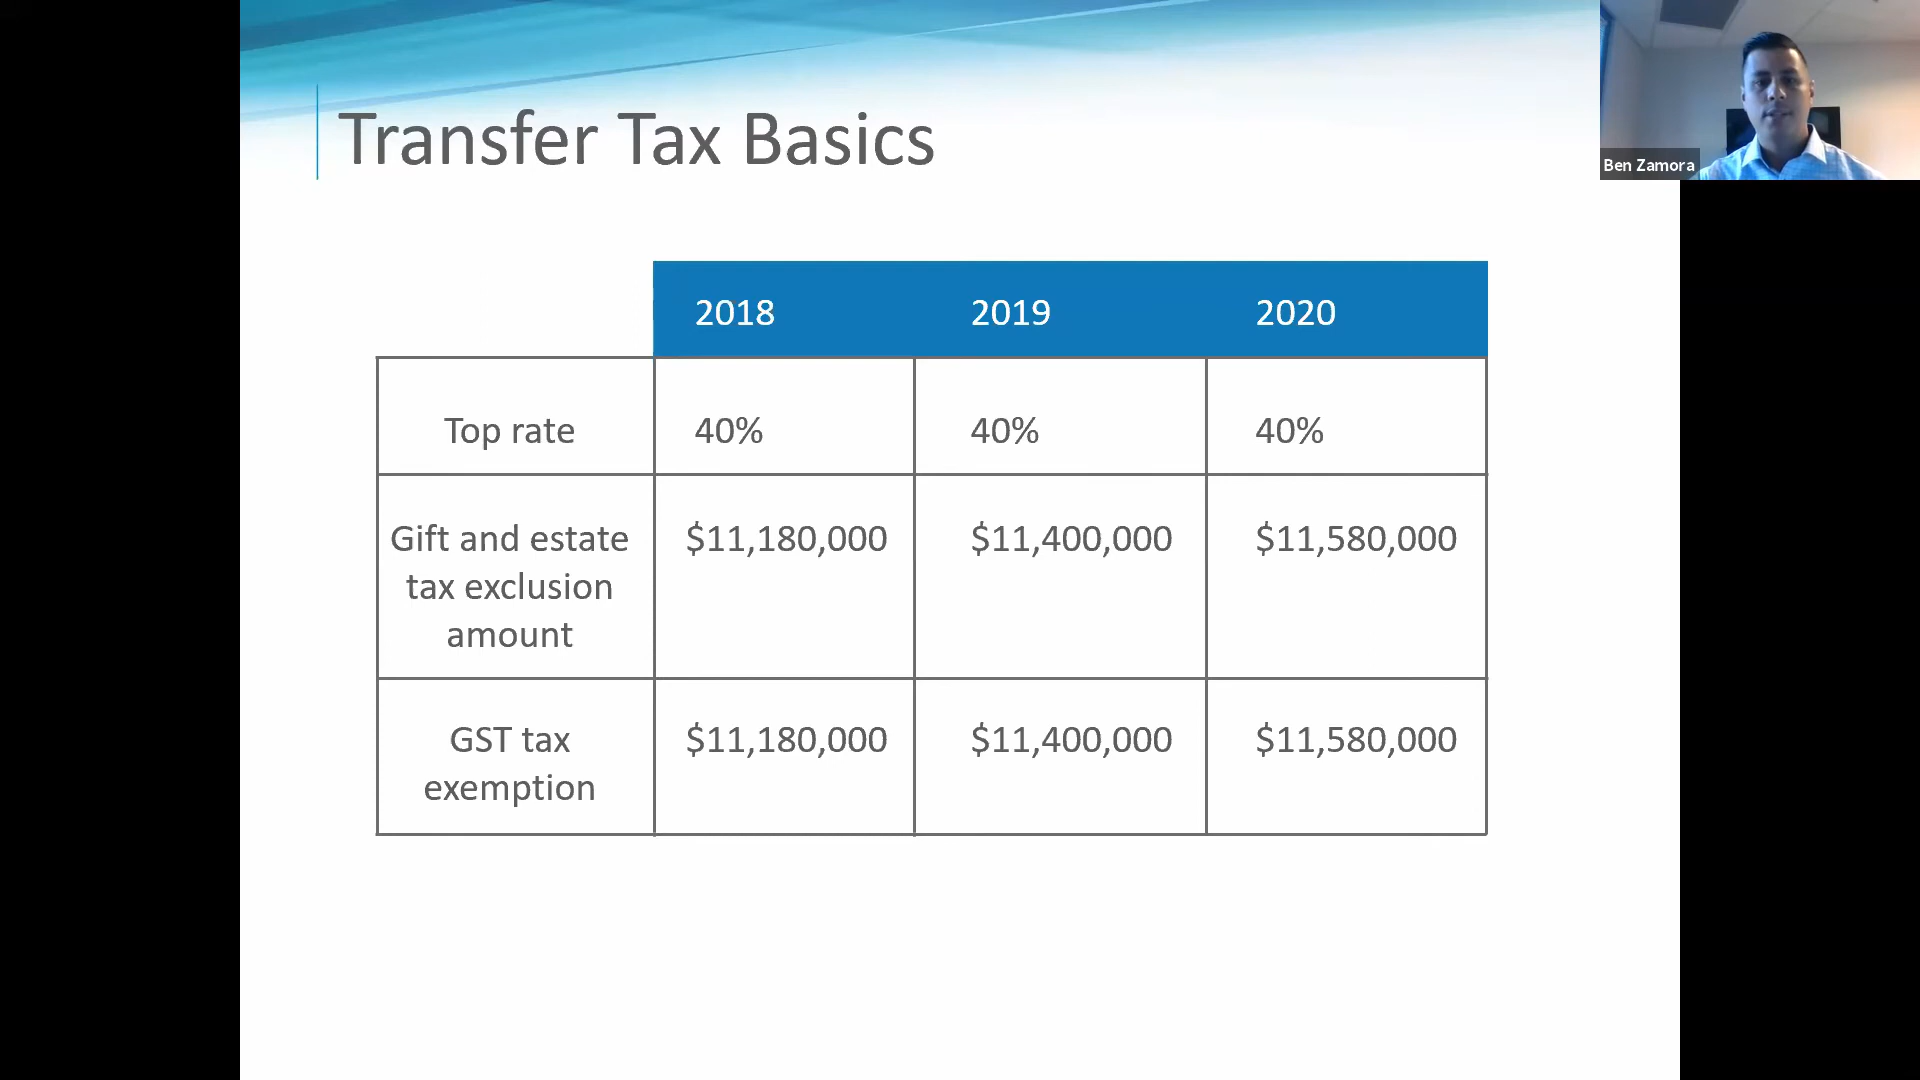 Transfer Tax Basics
Ben Zamora
2018 2019 2020
Top rate 40% 40% 40%
Gift and estate $11,180,000 $11,400,000 $11,580,000
tax exclusion
amount
GST tax $11,180,000 $11,400,000 $11,580,000
exemption